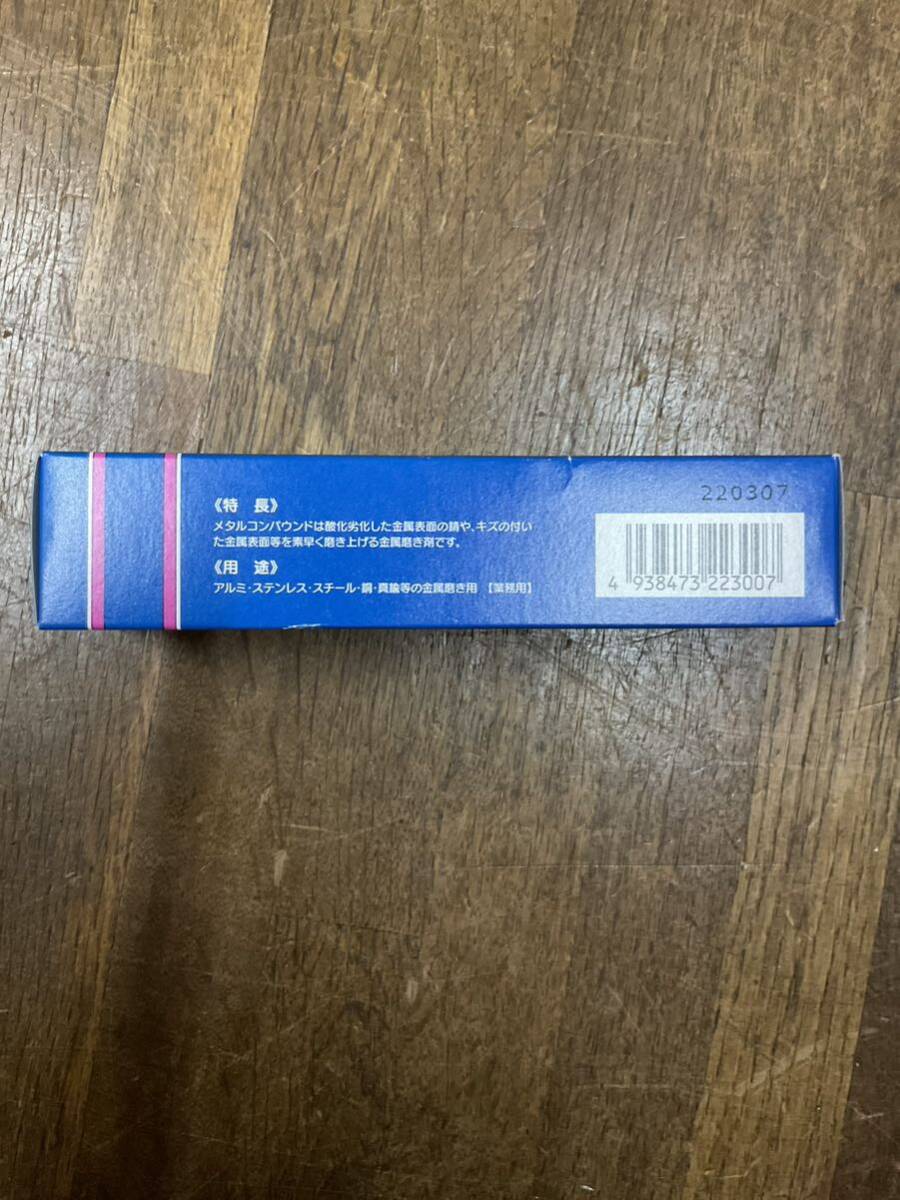 《特 長》
メタルコンパウンドは酸化劣化した金属表面の錆や、キズの付い
た金属表面等を素早く磨き上げる金属磨き剤です。
《用 途》
アルミ・ステンレス・スチール・銅・真鍮等の金属磨き用 【業務用】
220307
4 938473 223007